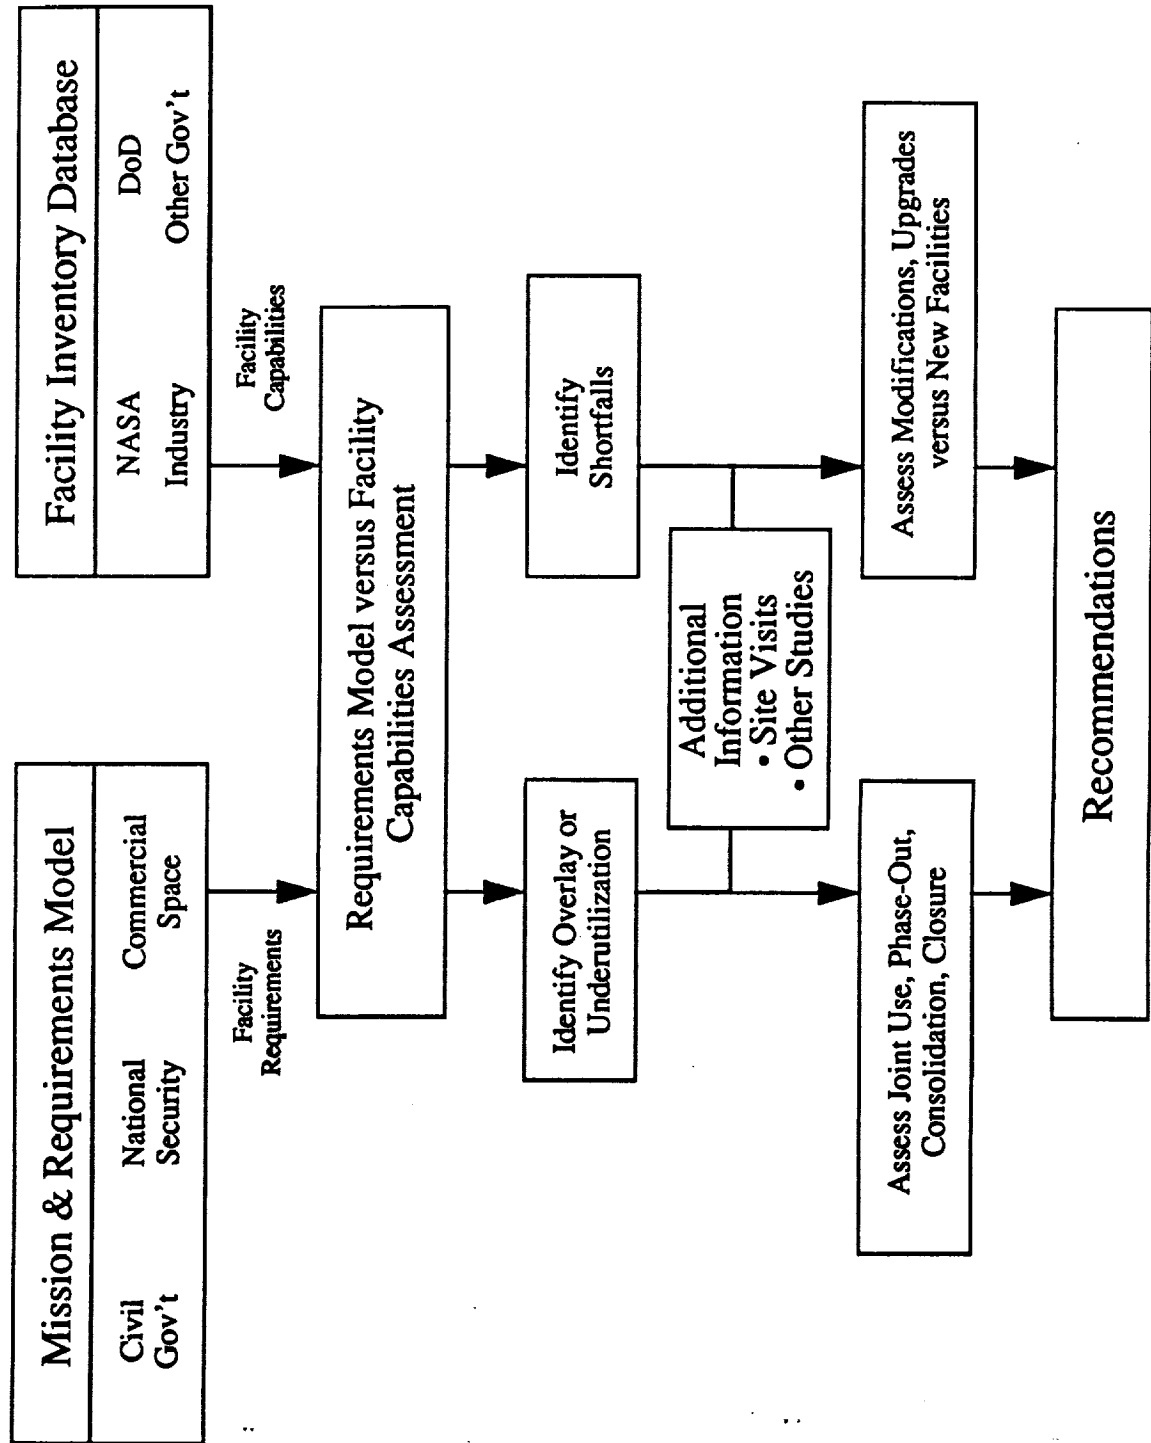 Mission & Requirements Model
Civil
Gov't
National
Security
Commercial
Space
Facility Inventory Database
NASA
DoD
Industry
Other Gov't
Facility
Requirements
Facility
Capabilities
Requirements Model versus Facility
Capabilities Assessment
Identify Overlay or
Underutilization
Identify
Shortfalls
Additional
Information
• Site Visits
• Other Studies
Assess Joint Use, Phase-Out,
Consolidation, Closure
Assess Modifications, Upgrades
versus New Facilities
Recommendations